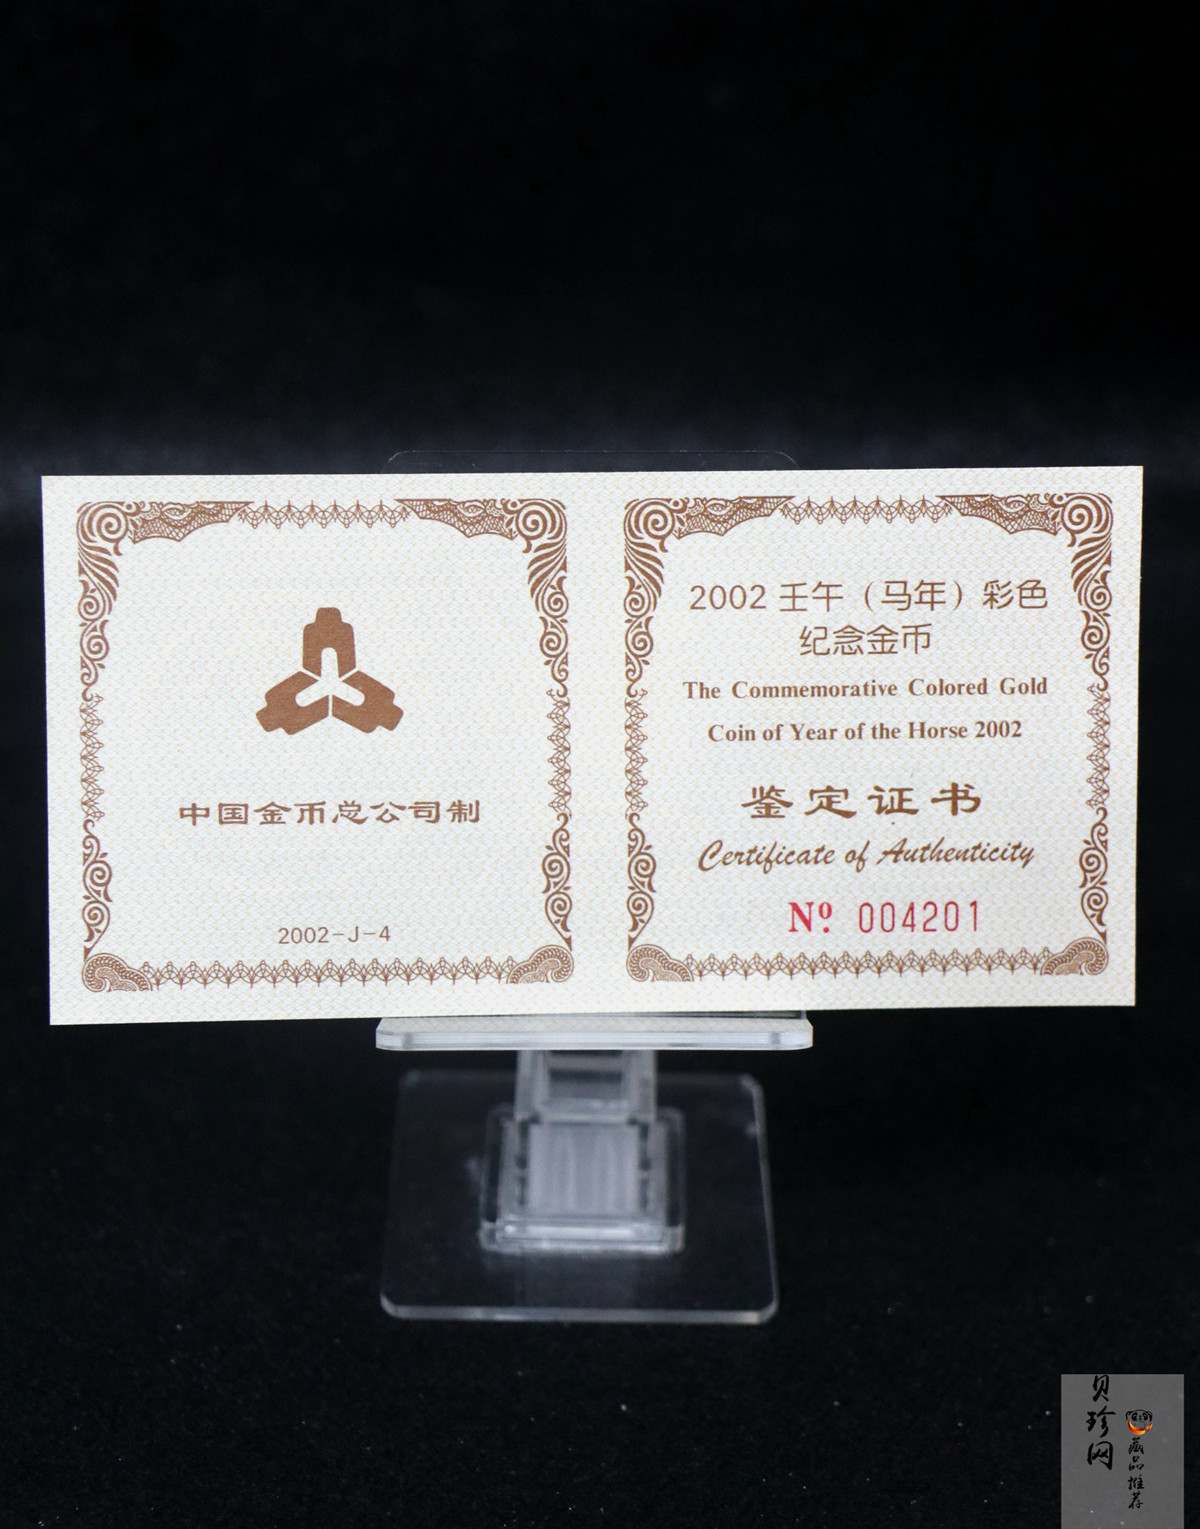 中国金币总公司制
2002-J-4
2002 壬午（马年）彩色
纪念金币
The Commemorative Colored Gold
Coin of Year of the Horse 2002
鉴定证书
Certificate of Authenticity
Nº 004201
贝珍网
藏品推荐